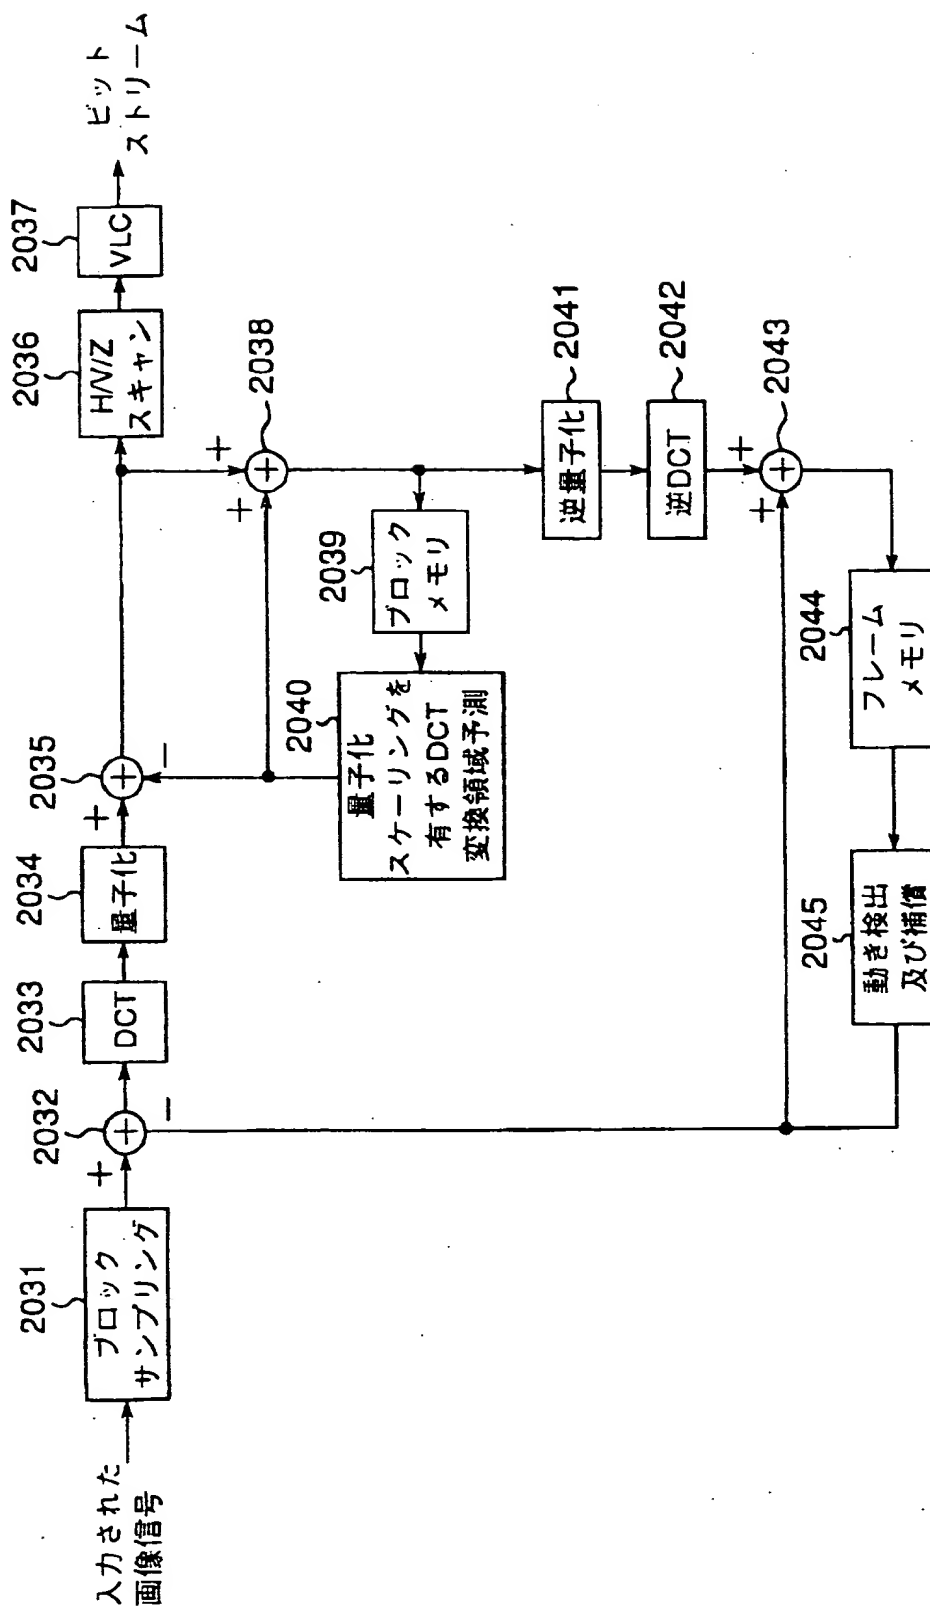 入力された
画像信号
2031
ブロック
サンプリング
+
2032
+
−
2033
DCT
2034
量子化
+
2035
+
−
2036
H/V/Z
スキャン
2037
VLC
ビット
ストリーム
+
+
2038
+
2039
ブロック
メモリ
2040
量子化
スケーリングを
有するDCT
変換領域予測
2041
逆量子化
2042
逆DCT
+
+
2043
+
2044
フレーム
メモリ
2045
動き検出
及び補償